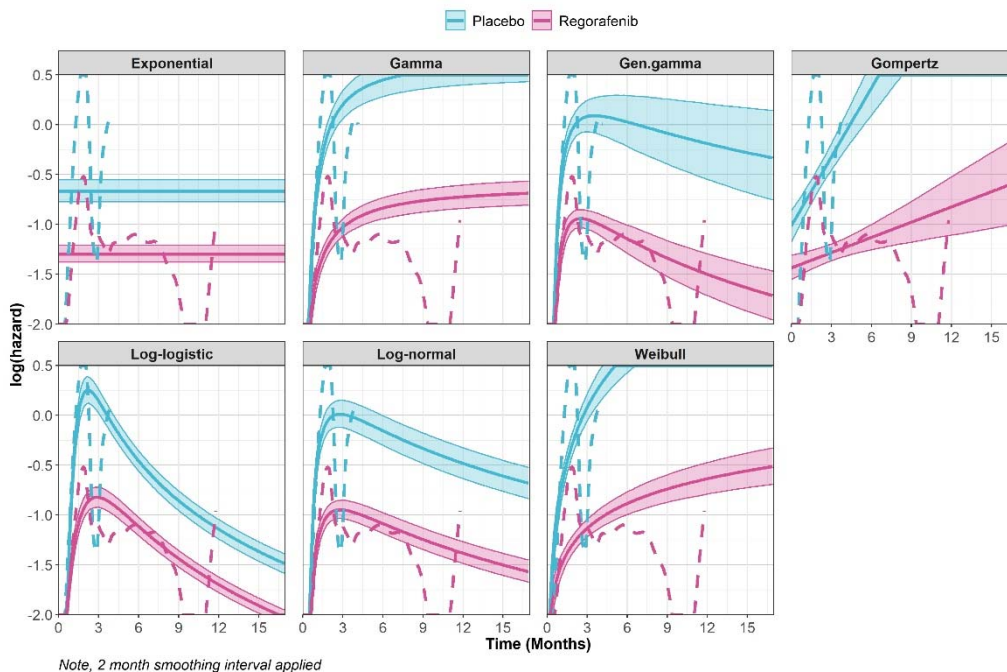 Placebo Regorafenib
Exponential Gamma Gen.gamma Gompertz
0.5
0.0
-0.5
-1.0
-1.5
-2.0
0 3 6 9 12 15
Log-logistic Log-normal Weibull
0.5
0.0
-0.5
-1.0
-1.5
-2.0
0 3 6 9 12 15 0 3 6 9 12 15 0 3 6 9 12 15
log(hazard)
Time (Months)
Note, 2 month smoothing interval applied